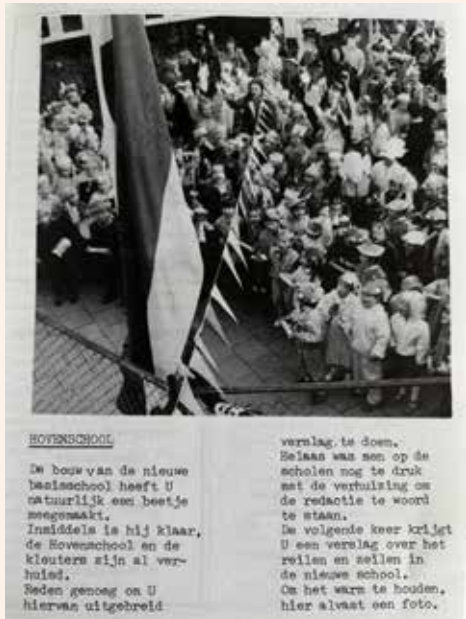 HOVENSCHOOL
De bouw van de nieuwe
basisschool heeft U
natuurlijk een beetje
meegemaakt.
Inmiddels is hij klaar,
de Hovenschool en de
kleuters zijn al ver-
huisd.
Reden genoeg om U
hiervan uitgebreid
verslag te doen.
Helaas was men op de
scholen nog te druk
met de verhuizing om
de redactie te woord
te staan.
De volgende keer krijgt
U een verslag over het
reilen en zeilen in
de nieuwe school.
Om het warm te houden,
hier alvast een foto.